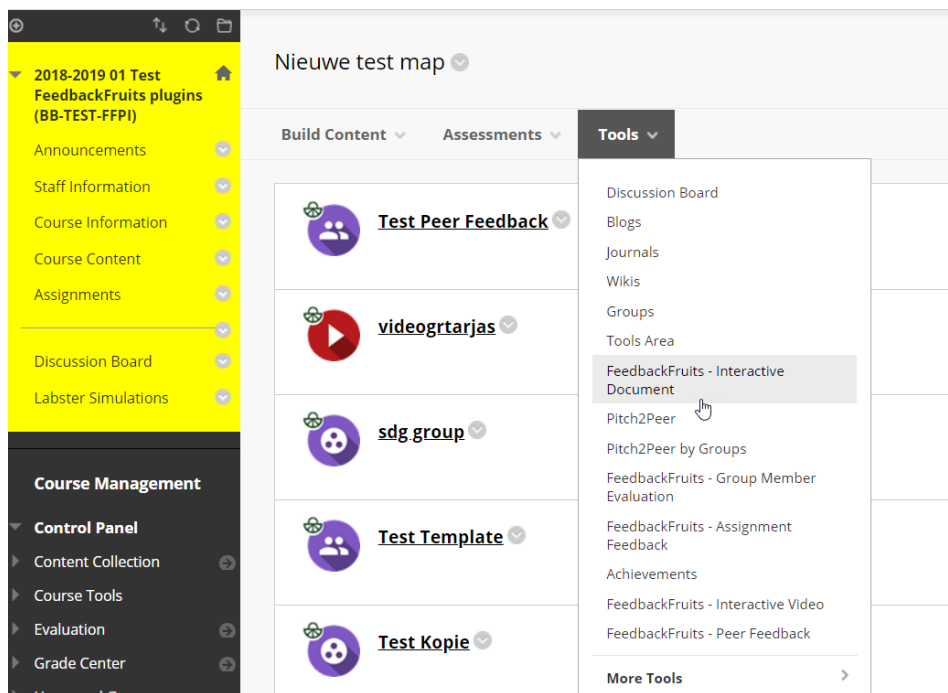 2018-2019 01 Test
FeedbackFruits plugins
(BB-TEST-FFPI)
Announcements
Staff Information
Course Information
Course Content
Assignments
Discussion Board
Labster Simulations
Course Management
Control Panel
Content Collection
Course Tools
Evaluation
Grade Center
Nieuwe test map
Build Content
Assessments
Tools
Test Peer Feedback
videogrtarjas
sdg group
Test Template
Test Kopie
Discussion Board
Blogs
Journals
Wikis
Groups
Tools Area
FeedbackFruits - Interactive
Document
Pitch2Peer
Pitch2Peer by Groups
FeedbackFruits - Group Member
Evaluation
FeedbackFruits - Assignment
Feedback
Achievements
FeedbackFruits - Interactive Video
FeedbackFruits - Peer Feedback
More Tools